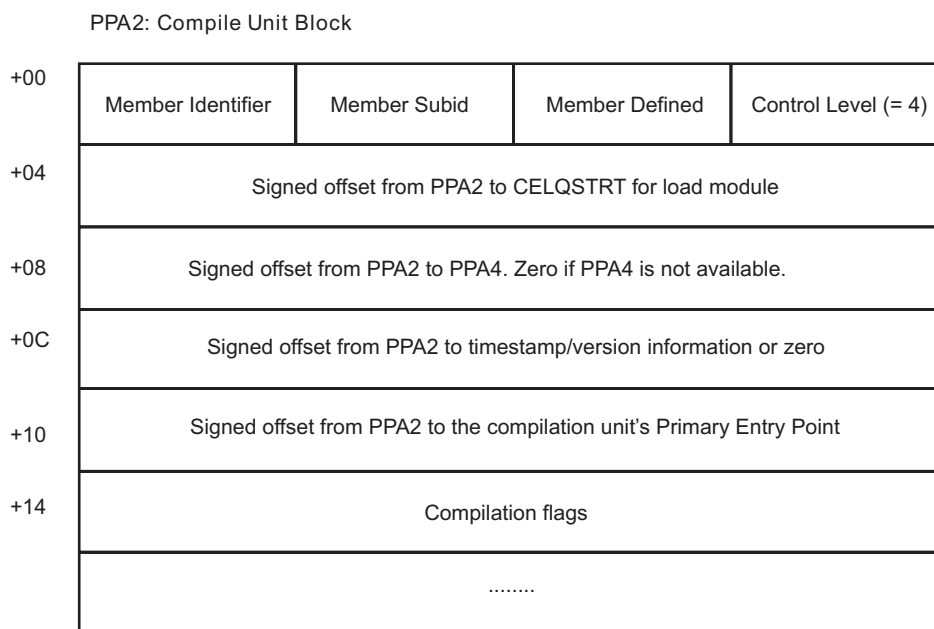 PPA2: Compile Unit Block
+00
Member Identifier
Member Subid
Member Defined
Control Level (= 4)
+04
Signed offset from PPA2 to CELQSTRT for load module
+08
Signed offset from PPA2 to PPA4. Zero if PPA4 is not available.
+0C
Signed offset from PPA2 to timestamp/version information or zero
+10
Signed offset from PPA2 to the compilation unit's Primary Entry Point
+14
Compilation flags
........